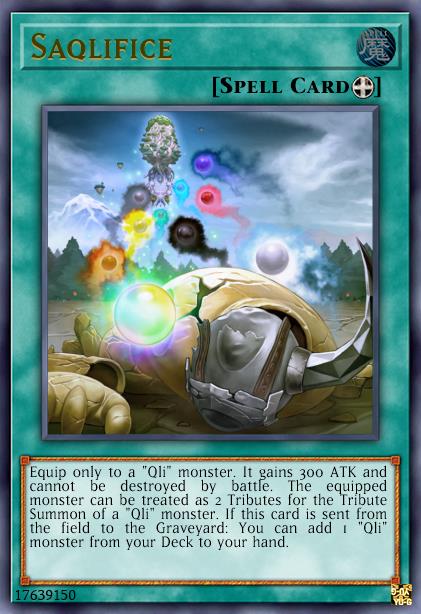 Saqlifice
[Spell Card]
Equip only to a "Qli" monster. It gains 300 ATK and
cannot be destroyed by battle. The equipped
monster can be treated as 2 Tributes for the Tribute
Summon of a "Qli" monster. If this card is sent from
the field to the Graveyard: You can add 1 "Qli"
monster from your Deck to your hand.
17639150